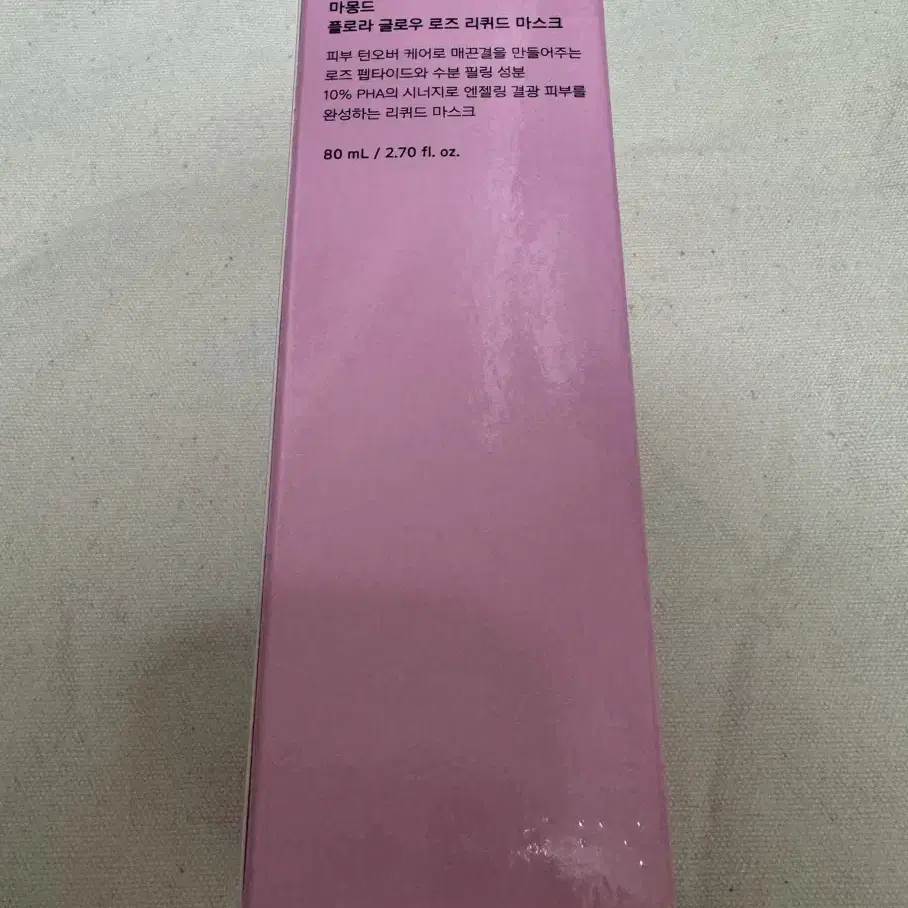 마몽드
플로라 글로우 로즈 리퀴드 마스크
피부 턴오버 케어로 매끈결을 만들어주는
로즈 펩타이드와 수분 필링 성분
10% PHA의 시너지로 엔젤링 결광 피부를
완성하는 리퀴드 마스크
80 mL / 2.70 fl. oz.